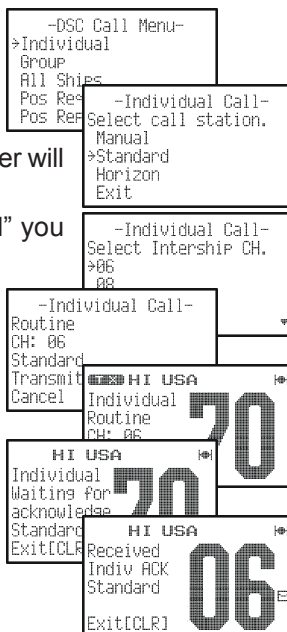 -DSC Call Menu-
Individual
Group
All Ships
Pos
Pos
-Individual Call-
Select call station.
Manual
Standard
Horizon
Exit
er will
l” you
-Individual Call-
Select Intership CH.
06
08
-Individual Call-
Routine
CH: 06
Standard
Transmit
Cancel
TX HI USA
Individual
Routine
CH: 06
70
HI USA
Individual
Waiting for
acknowledge
Standard
Exit[CLR
70
HI USA
Received
Indiv ACK
Standard
Exit[CLR]
06